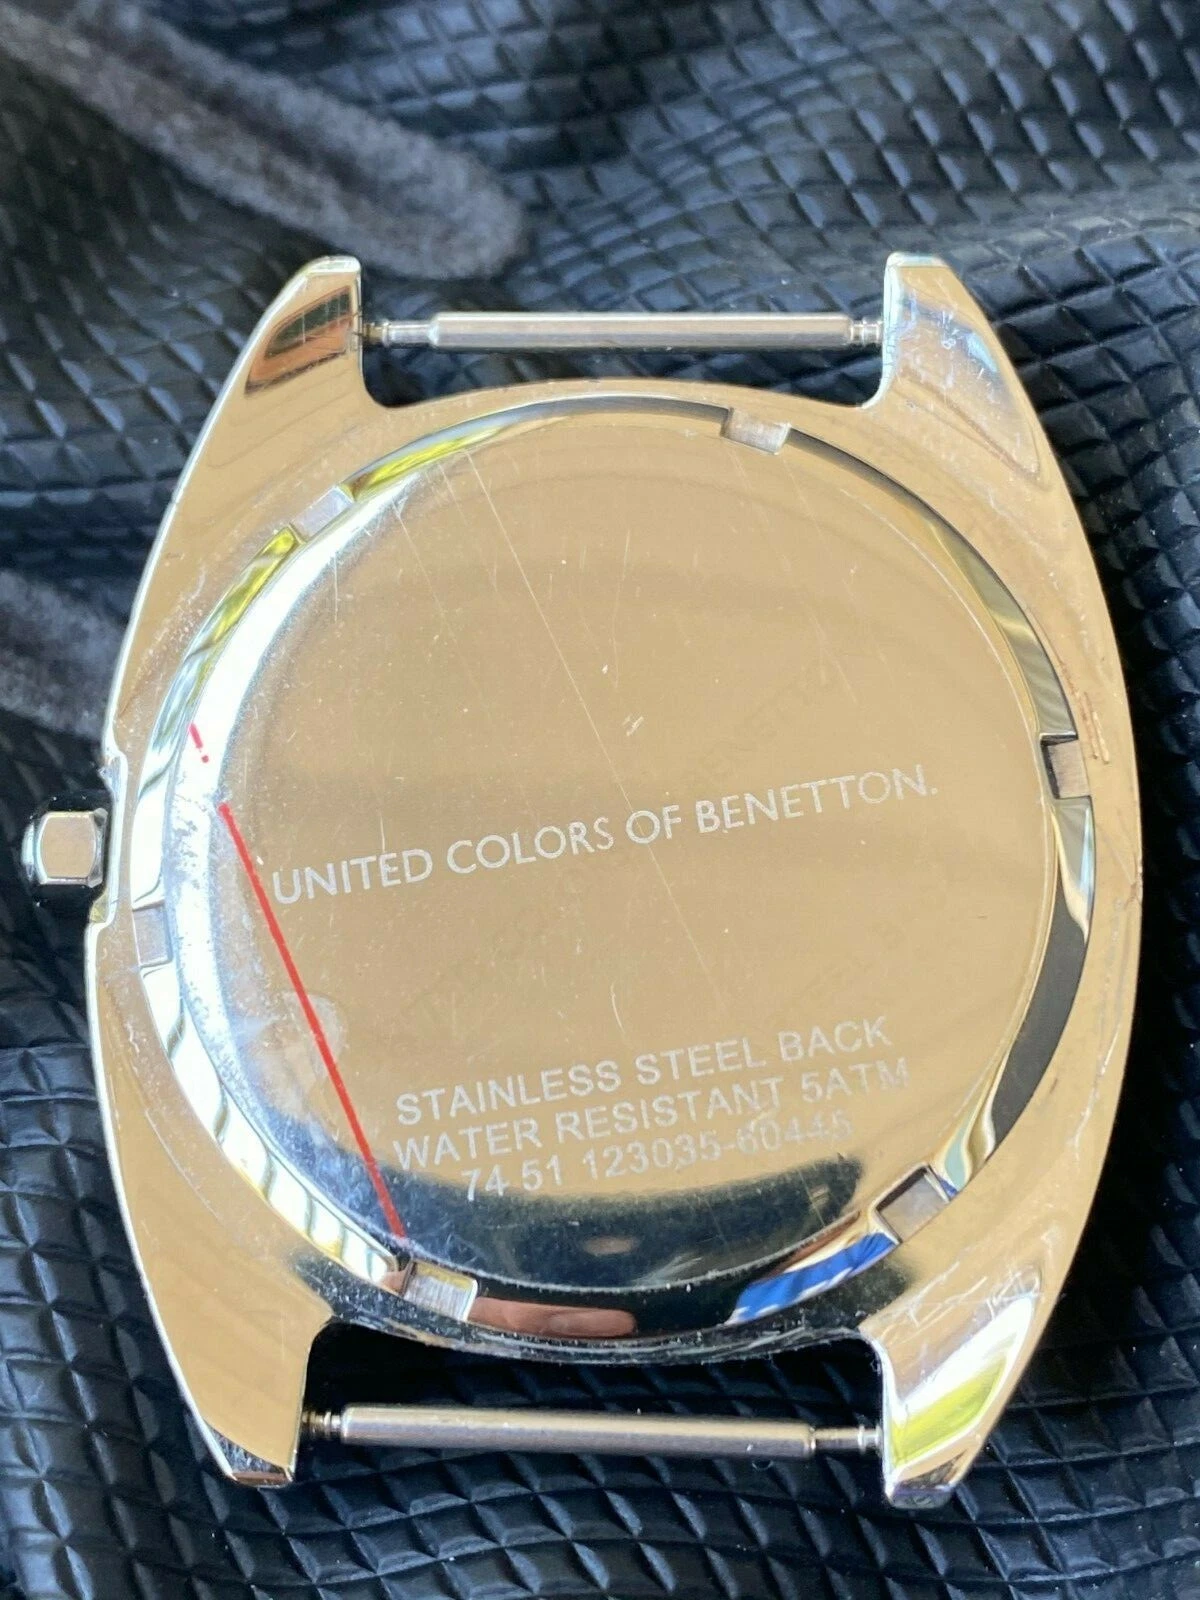 UNITED COLORS OF BENETTON.
STAINLESS STEEL BACK
WATER RESISTANT 5ATM
74 51 123035-60445